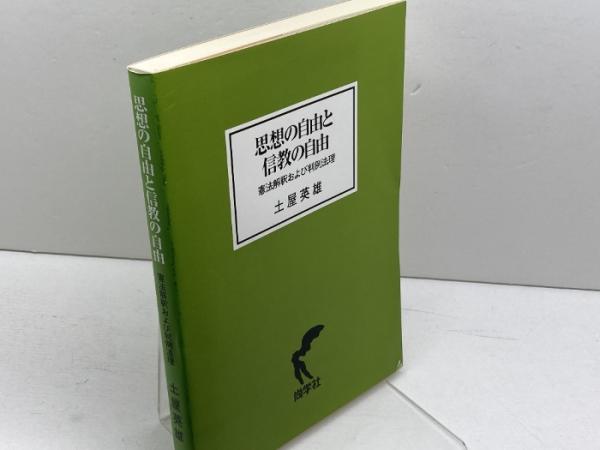 思想の自由と
信教の自由
憲法解釈および判例法理
土屋英雄
尚学社
思想の自由と信教の自由
憲法解釈および判例法理
土屋英雄